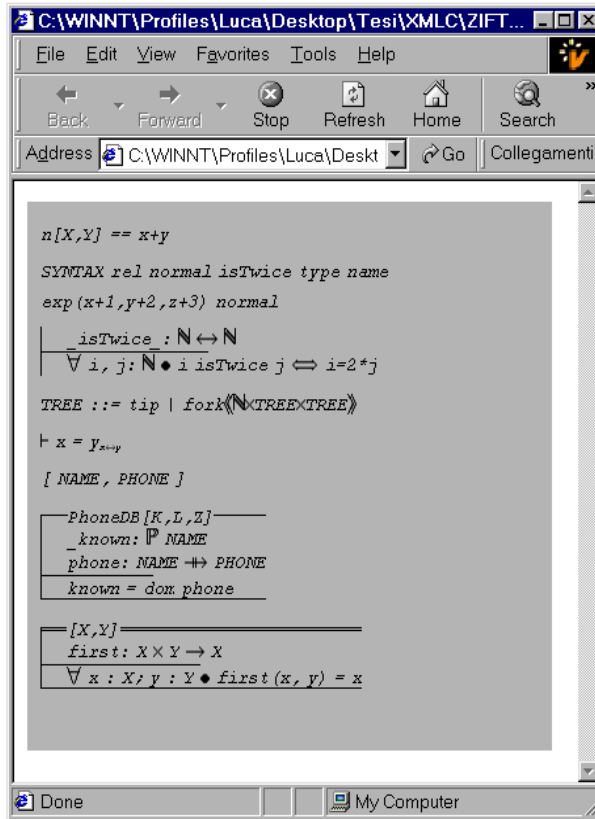 C:\WINNT\Profiles\Luca\Desktop\Tesi\XMLC\ZIFT...
File Edit View Favorites Tools Help
Back Forward Stop Refresh Home Search »
Address C:\WINNT\Profiles\Luca\Deskt Go Collegamenti
n[X,Y] == x+y
SYNTAX rel normal isTwice type name
exp(x+1,y+2,z+3) normal
_isTwice_: ℕ ↔ ℕ
∀ i, j: ℕ ● i isTwice j ⟺ i=2*j
TREE ::= tip | fork⟪ℕ×TREE×TREE⟫
⊢ x = y x↔y
[ NAME, PHONE ]
PhoneDB[K,L,Z]
_known: ℙ NAME
phone: NAME ⇻ PHONE
known = dom phone
[X,Y]
first: X × Y → X
∀ x : X; y : Y ● first(x, y) = x
Done My Computer